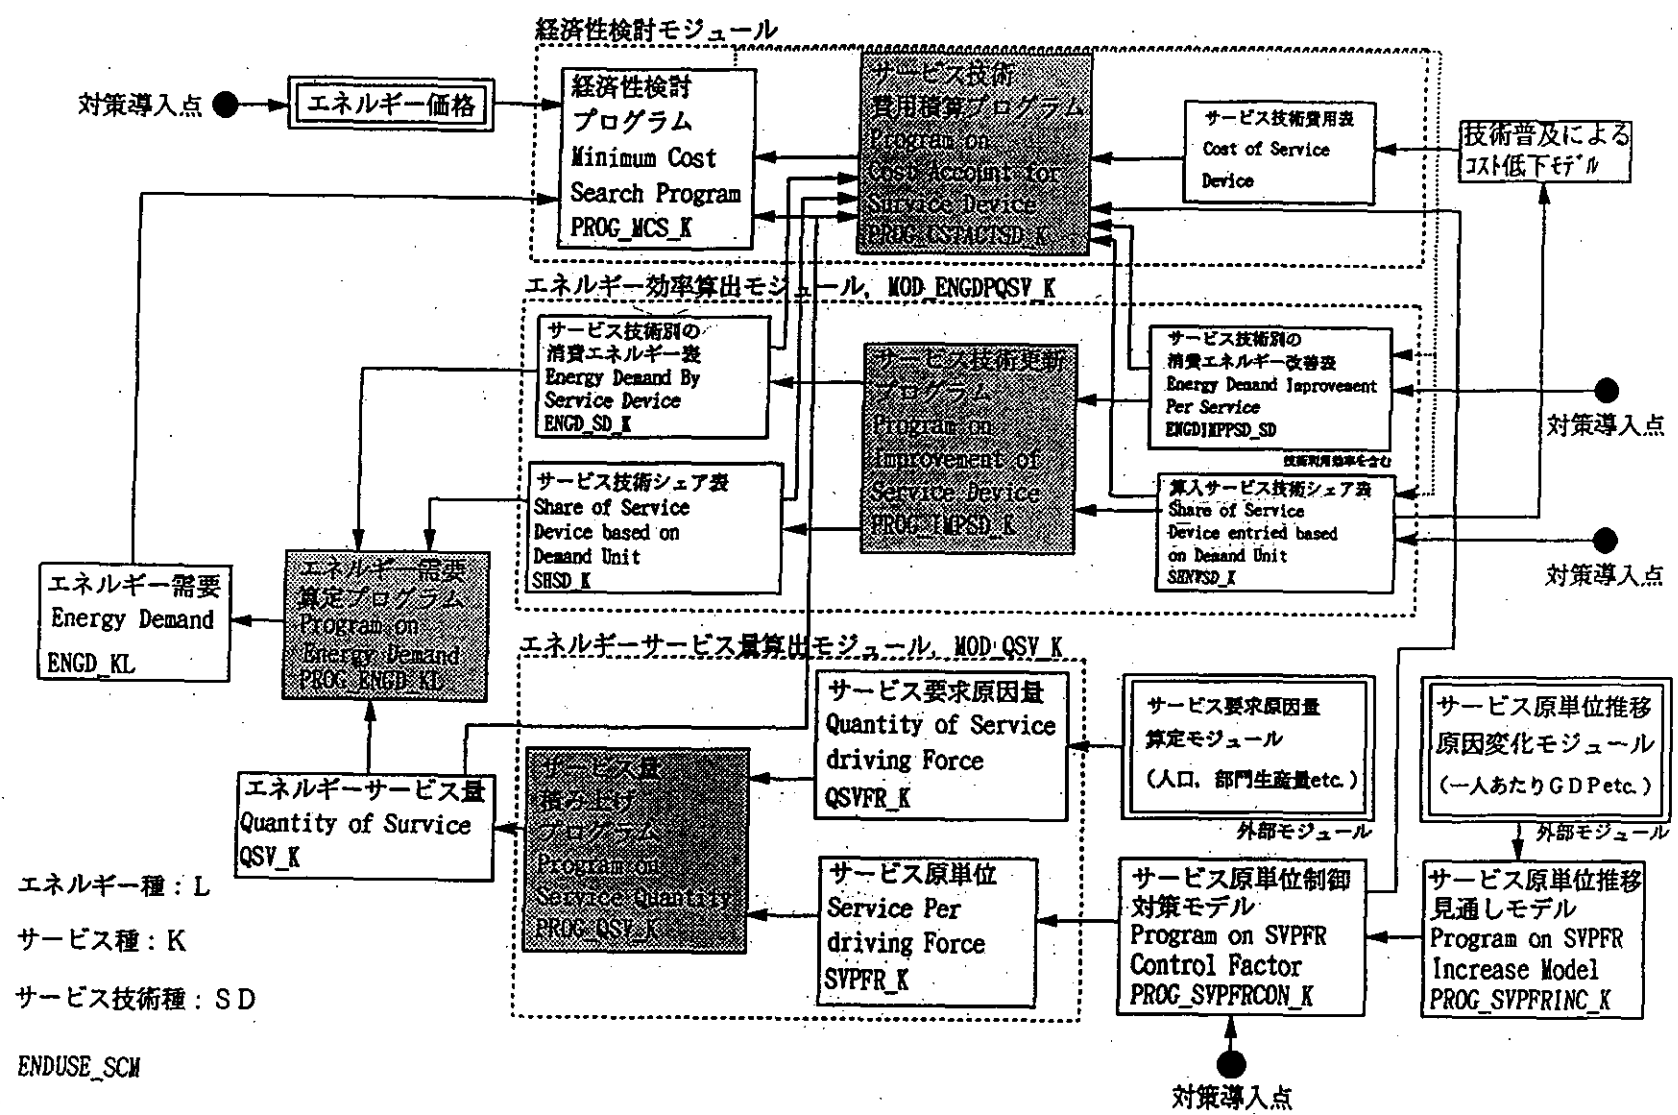 経済性検討モジュール
対策導入点
エネルギー価格
経済性検討
プログラム
Minimum Cost
Search Program
PROG_MCS_K
サービス技術
費用積算プログラム
Program on
Cost Account for
Survice Device
PROG_CSTACTSD_K
サービス技術費用表
Cost of Service
Device
技術普及による
コスト低下モデル
エネルギー効率算出モジュール, MOD_ENGDPQSV_K
サービス技術別の
消費エネルギー表
Energy Demand By
Service Device
ENGD_SD_K
サービス技術シェア表
Share of Service
Device based on
Demand Unit
SHSD_K
サービス技術更新
プログラム
Program on
Improvement of
Service Device
PROG_IMPSD_K
サービス技術別の
消費エネルギー改善表
Energy Demand Improvement
Per Service
ENGDIMPPSD_SD
技術利用効率を含む
算入サービス技術シェア表
Share of Service
Device entried based
on Demand Unit
SHNWSD_K
対策導入点
対策導入点
エネルギー需要
Energy Demand
ENGD_KL
エネルギー需要
算定プログラム
Program on
Energy Demand
PROG_ENGD_KL
エネルギーサービス量算出モジュール, MOD_QSV_K
サービス要求原因量
Quantity of Service
driving Force
QSVFR_K
サービス量
積み上げ
プログラム
Program on
Service Quantity
PROG_QSV_K
サービス原単位
Service Per
driving Force
SVPFR_K
エネルギーサービス量
Quantity of Survice
QSV_K
サービス要求原因量
算定モジュール
(人口, 部門生産量etc.)
外部モジュール
サービス原単位推移
原因変化モジュール
(一人あたりGDPetc.)
外部モジュール
サービス原単位制御
対策モデル
Program on SVPFR
Control Factor
PROG_SVPFRCON_K
サービス原単位推移
見通しモデル
Program on SVPFR
Increase Model
PROG_SVPFRINC_K
対策導入点
エネルギー種：L
サービス種：K
サービス技術種：SD
ENDUSE_SCM